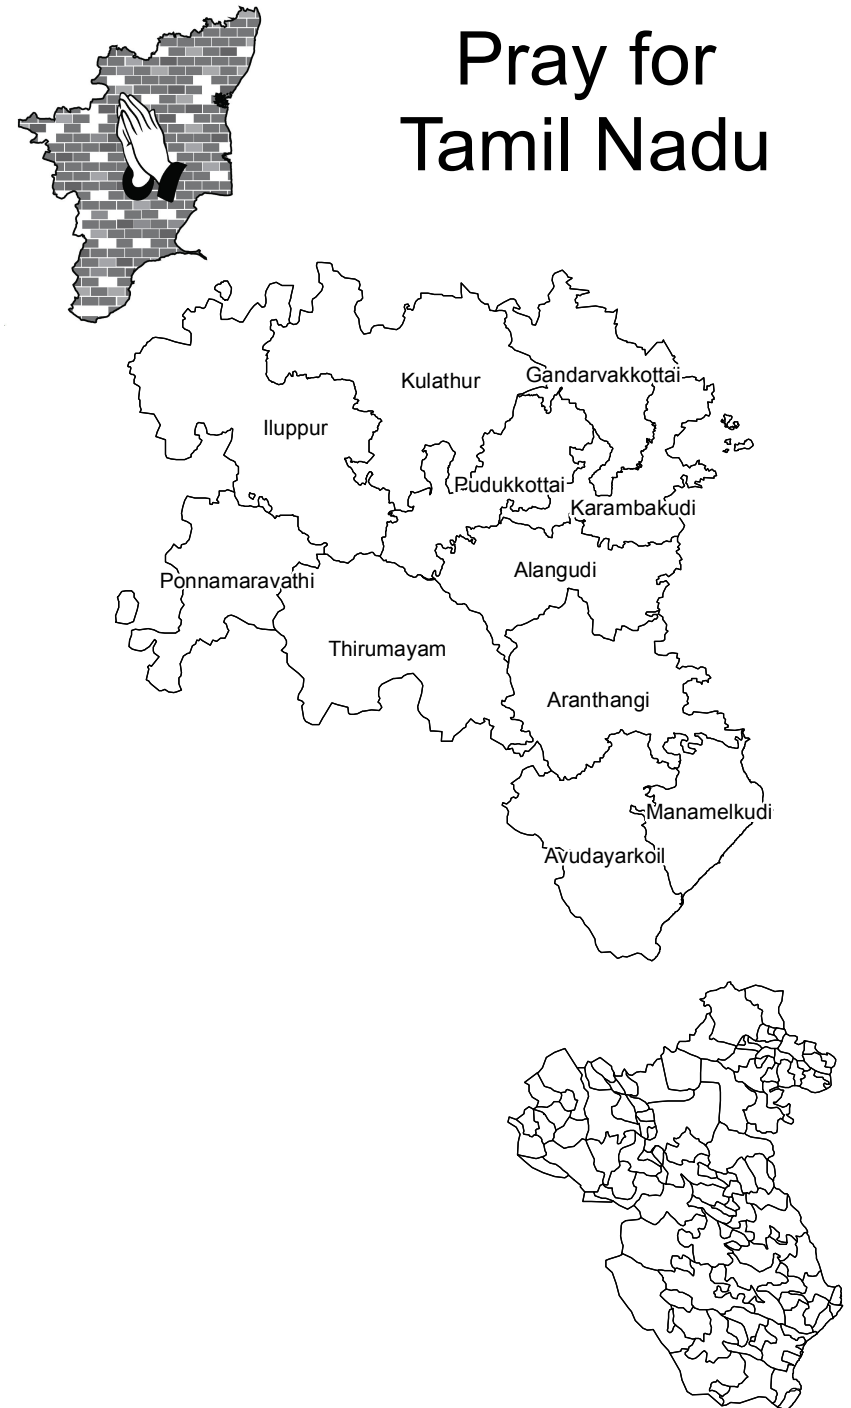 Pray for
Tamil Nadu
Kulathur
Gandarvakkottai
Iluppur
Pudukkottai
Karambakudi
Alangudi
Ponnamaravathi
Thirumayam
Aranthangi
Manamelkudi
Avudayarkoil